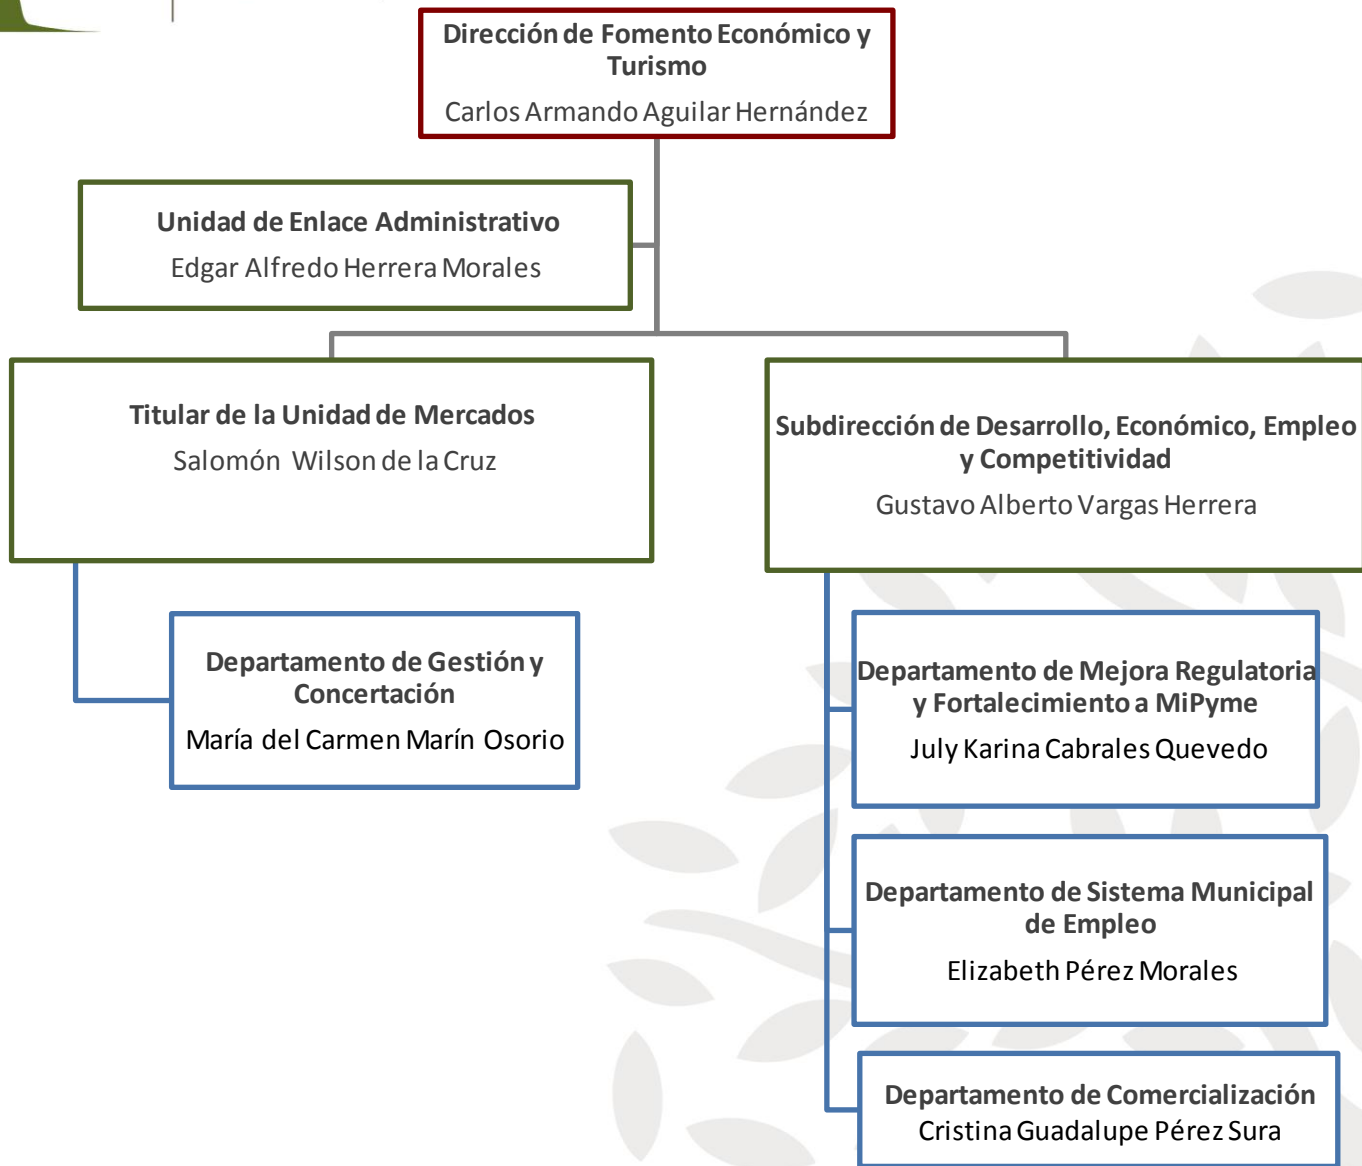 Dirección de Fomento Económico y
Turismo
Carlos Armando Aguilar Hernández
Unidad de Enlace Administrativo
Edgar Alfredo Herrera Morales
Titular de la Unidad de Mercados
Salomón Wilson de la Cruz
Subdirección de Desarrollo, Económico, Empleo
y Competitividad
Gustavo Alberto Vargas Herrera
Departamento de Gestión y
Concertación
María del Carmen Marín Osorio
Departamento de Mejora Regulatoria
y Fortalecimiento a MiPyme
July Karina Cabrales Quevedo
Departamento de Sistema Municipal
de Empleo
Elizabeth Pérez Morales
Departamento de Comercialización
Cristina Guadalupe Pérez Sura